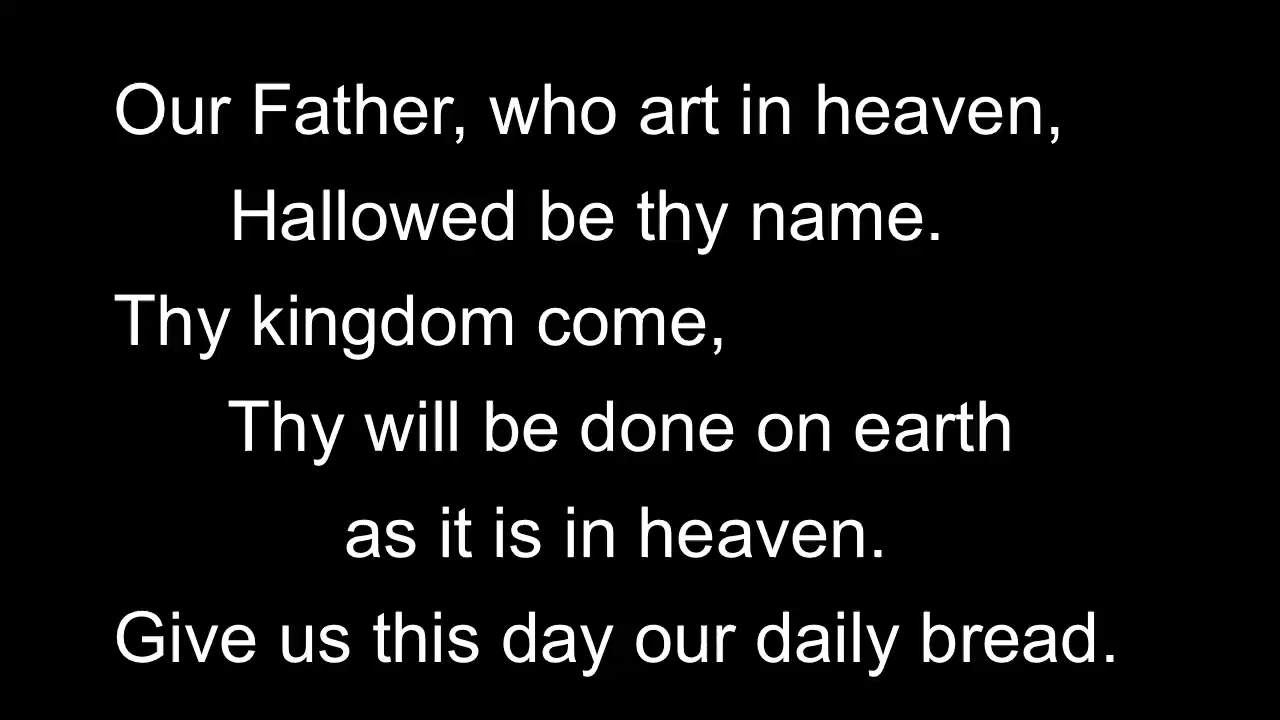 Our Father, who art in heaven,
Hallowed be thy name.
Thy kingdom come,
Thy will be done on earth
as it is in heaven.
Give us this day our daily bread.